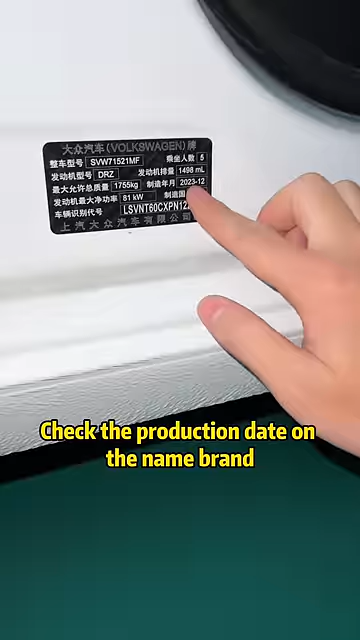 大众汽车(VOLKSWAGEN)牌
整车型号 SVW71521MF 乘坐人数 5
发动机型号 DRZ 发动机排量 1498 mL
最大允许总质量 1755kg 制造年月 2023-12
发动机最大净功率 81 kW 制造国
车辆识别代号 LSVNT60CXPN12
上汽大众汽车有限公司
Check the production date on
the name brand